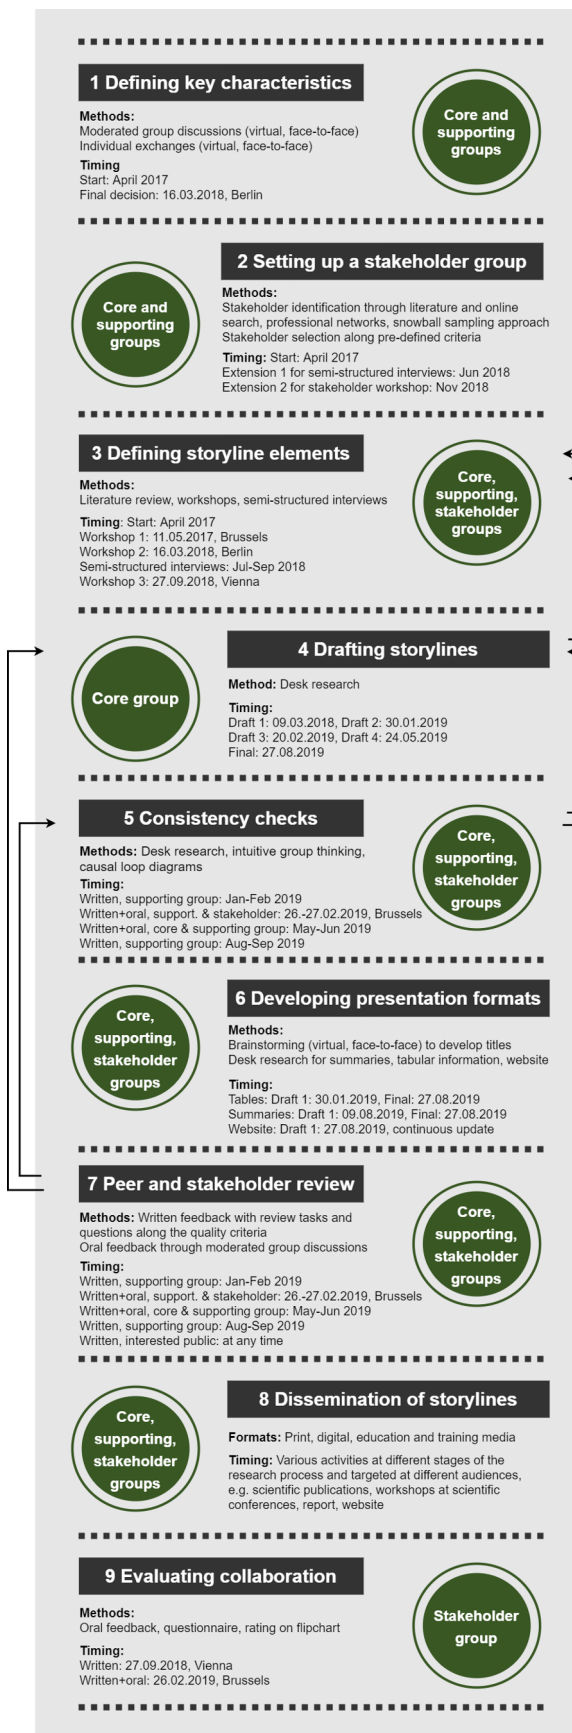 1 Defining key characteristics
Methods:
Moderated group discussions (virtual, face-to-face)
Individual exchanges (virtual, face-to-face)
Timing
Start: April 2017
Final decision: 16.03.2018, Berlin
Core and
supporting
groups
2 Setting up a stakeholder group
Methods:
Stakeholder identification through literature and online
search, professional networks, snowball sampling approach
Stakeholder selection along pre-defined criteria
Timing: Start: April 2017
Extension 1 for semi-structured interviews: Jun 2018
Extension 2 for stakeholder workshop: Nov 2018
Core and
supporting
groups
3 Defining storyline elements
Methods:
Literature review, workshops, semi-structured interviews
Timing: Start: April 2017
Workshop 1: 11.05.2017, Brussels
Workshop 2: 16.03.2018, Berlin
Semi-structured interviews: Jul-Sep 2018
Workshop 3: 27.09.2018, Vienna
Core,
supporting,
stakeholder
groups
4 Drafting storylines
Method: Desk research
Timing:
Draft 1: 09.03.2018, Draft 2: 30.01.2019
Draft 3: 20.02.2019, Draft 4: 24.05.2019
Final: 27.08.2019
Core group
5 Consistency checks
Methods: Desk research, intuitive group thinking,
causal loop diagrams
Timing:
Written, supporting group: Jan-Feb 2019
Written+oral, support. & stakeholder: 26.-27.02.2019, Brussels
Written+oral, core & supporting group: May-Jun 2019
Written, supporting group: Aug-Sep 2019
Core,
supporting,
stakeholder
groups
6 Developing presentation formats
Methods:
Brainstorming (virtual, face-to-face) to develop titles
Desk research for summaries, tabular information, website
Timing:
Tables: Draft 1: 30.01.2019, Final: 27.08.2019
Summaries: Draft 1: 09.08.2019, Final: 27.08.2019
Website: Draft 1: 27.08.2019, continuous update
Core,
supporting,
stakeholder
groups
7 Peer and stakeholder review
Methods: Written feedback with review tasks and
questions along the quality criteria
Oral feedback through moderated group discussions
Timing:
Written, supporting group: Jan-Feb 2019
Written+oral, support. & stakeholder: 26.-27.02.2019, Brussels
Written+oral, core & supporting group: May-Jun 2019
Written, supporting group: Aug-Sep 2019
Written, interested public: at any time
Core,
supporting,
stakeholder
groups
8 Dissemination of storylines
Formats: Print, digital, education and training media
Timing: Various activities at different stages of the
research process and targeted at different audiences,
e.g. scientific publications, workshops at scientific
conferences, report, website
Core,
supporting,
stakeholder
groups
9 Evaluating collaboration
Methods:
Oral feedback, questionnaire, rating on flipchart
Timing:
Written: 27.09.2018, Vienna
Written+oral: 26.02.2019, Brussels
Stakeholder
group